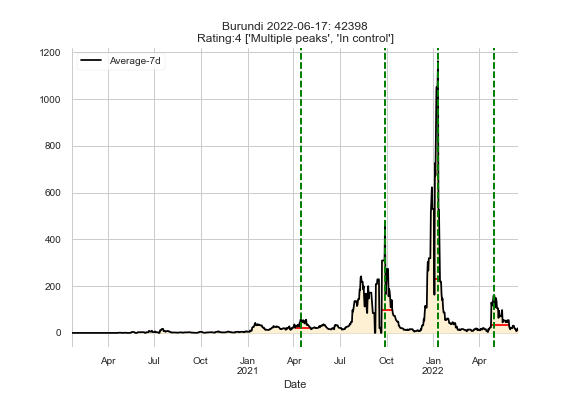 Burundi 2022-06-17: 42398
Rating:4 ['Multiple peaks', 'In control']
1200
Average-7d
1000
800
600
400
200
0
Apr Jul Oct Jan Apr Jul Oct Jan Apr
2021 2022
Date